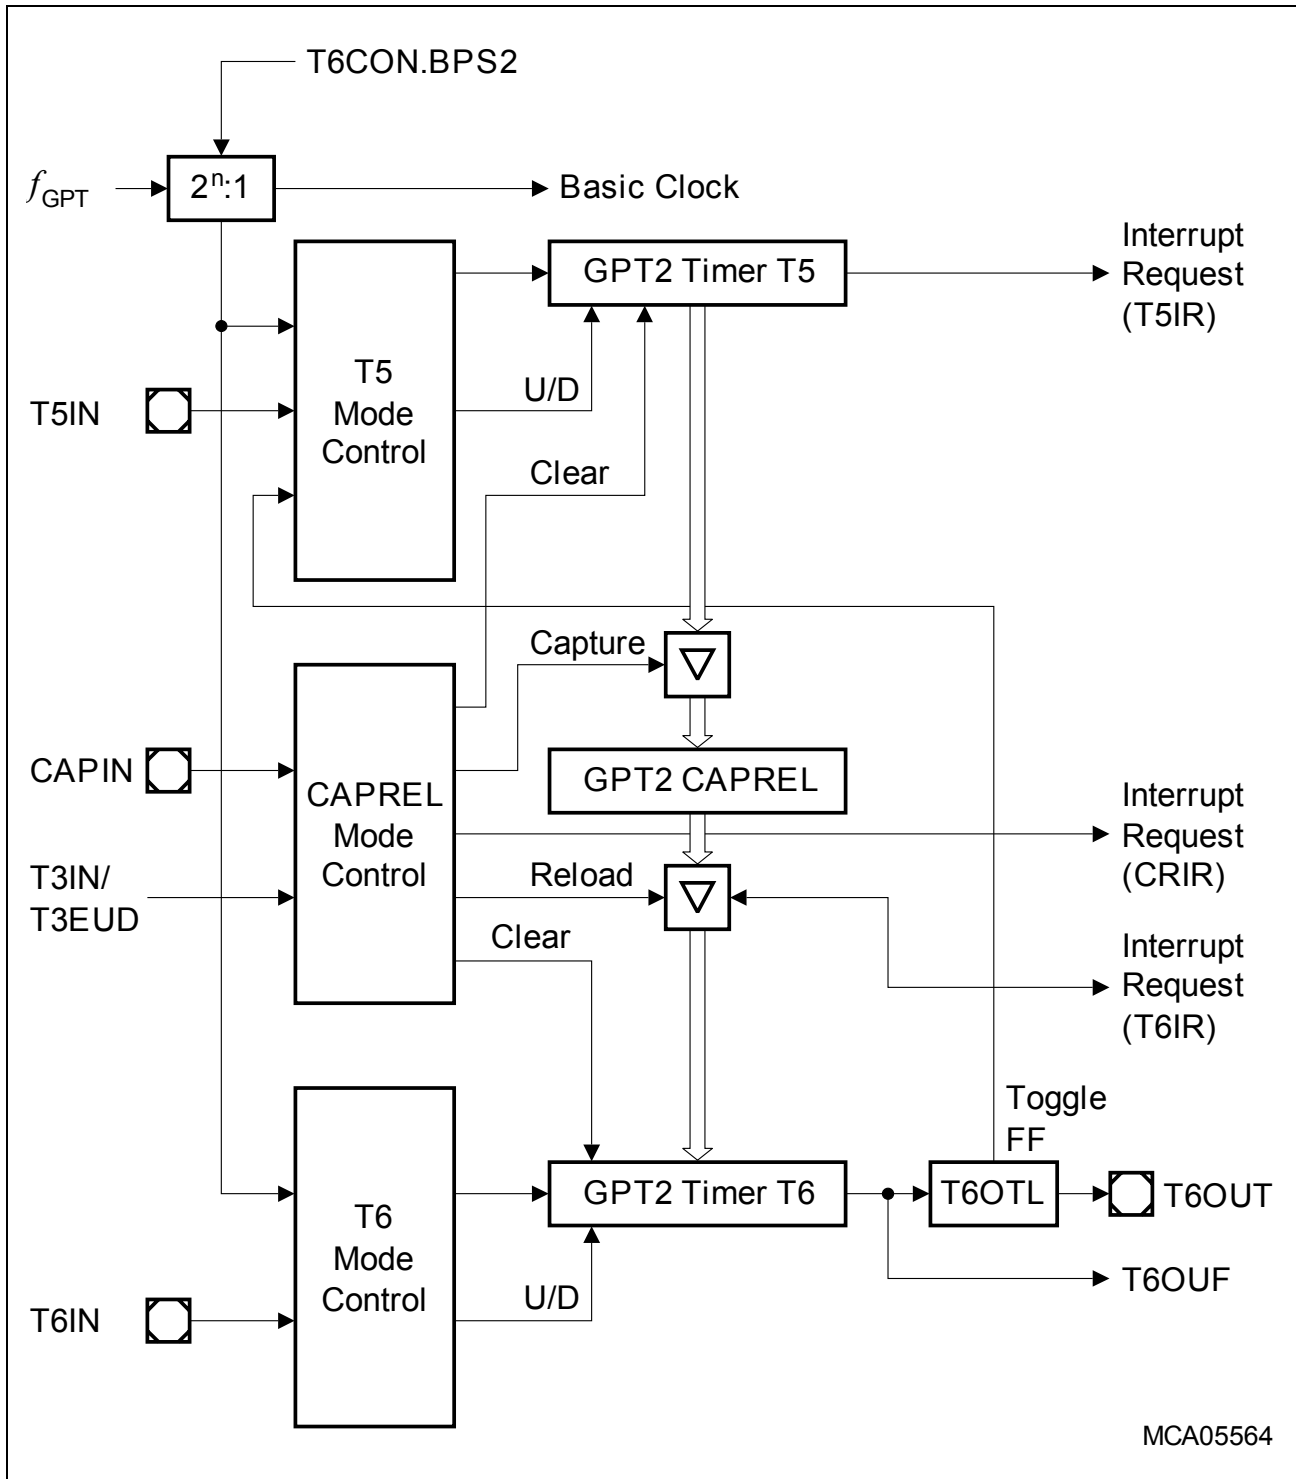 T6CON.BPS2
fGPT
2ⁿ:1
Basic Clock
GPT2 Timer T5
Interrupt
Request
(T5IR)
T5
Mode
Control
T5IN
U/D
Clear
Capture
CAPIN
CAPREL
Mode
Control
GPT2 CAPREL
Interrupt
Request
(CRIR)
T3IN/
T3EUD
Reload
Clear
Interrupt
Request
(T6IR)
Toggle
FF
T6
Mode
Control
GPT2 Timer T6
T6OTL
T6OUT
T6IN
U/D
T6OUF
MCA05564